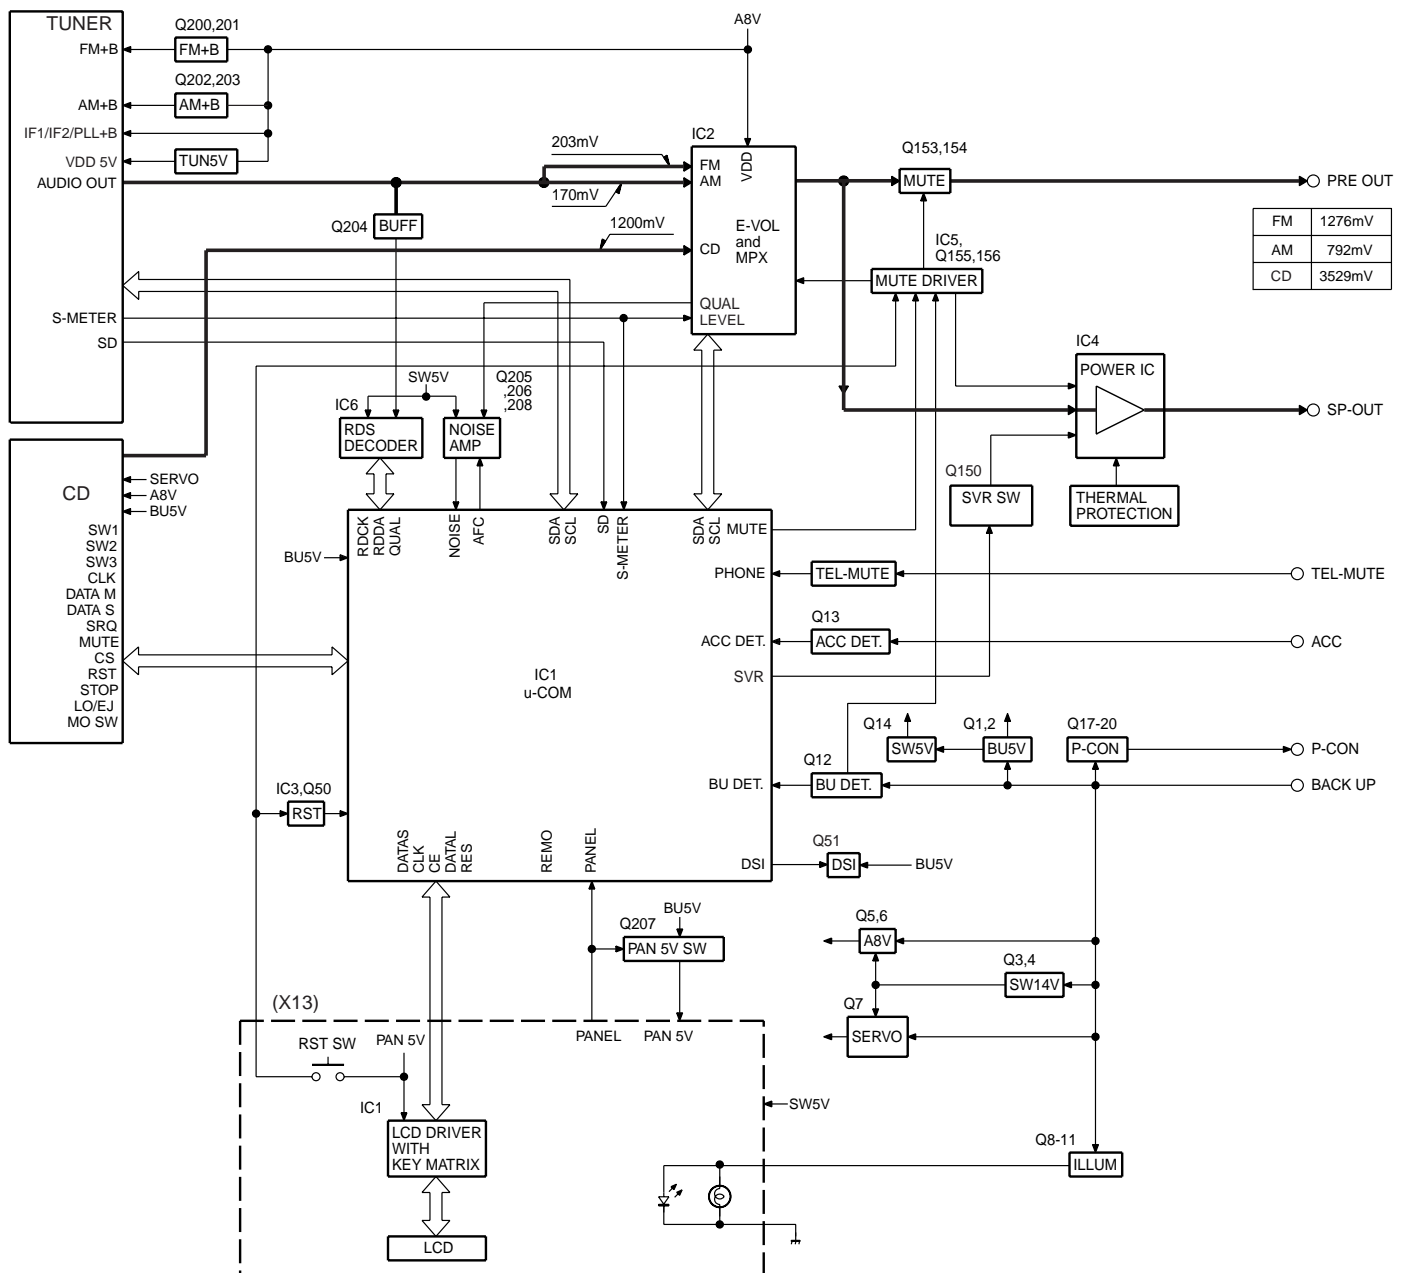 TUNER
Q200,201
A8V
FM+B
FM+B
Q202,203
AM+B
AM+B
IF1/IF2/PLL+B
VDD 5V
TUN5V
AUDIO OUT
203mV
170mV
IC2
FM
AM
VDD
Q153,154
MUTE
PRE OUT
FM 1276mV
AM 792mV
CD 3529mV
Q204
BUFF
1200mV
CD
E-VOL
and
MPX
IC5,
Q155,156
MUTE DRIVER
QUAL
LEVEL
S-METER
SD
IC4
POWER IC
SP-OUT
SW5V
Q205
,206
,208
IC6
RDS
DECODER
NOISE
AMP
Q150
SVR SW
THERMAL
PROTECTION
CD
SERVO
A8V
BU5V
SW1
SW2
SW3
CLK
DATA M
DATA S
SRQ
MUTE
CS
RST
STOP
LO/EJ
MO SW
BU5V
RDCK
RDDA
QUAL
NOISE
AFC
SDA
SCL
SD
S-METER
SDA
SCL
MUTE
PHONE
TEL-MUTE
TEL-MUTE
Q13
ACC DET.
ACC DET.
ACC
IC1
u-COM
SVR
Q14
SW5V
Q1,2
BU5V
Q17-20
P-CON
P-CON
Q12
BU DET.
BU DET.
BACK UP
IC3,Q50
RST
DATAS
CLK
CE
DATAL
RES
REMO
PANEL
DSI
Q51
DSI
BU5V
BU5V
Q207
PAN 5V SW
Q5,6
A8V
Q3,4
SW14V
Q7
SERVO
(X13)
PANEL
PAN 5V
RST SW
PAN 5V
SW5V
IC1
LCD DRIVER
WITH
KEY MATRIX
Q8-11
ILLUM
LCD